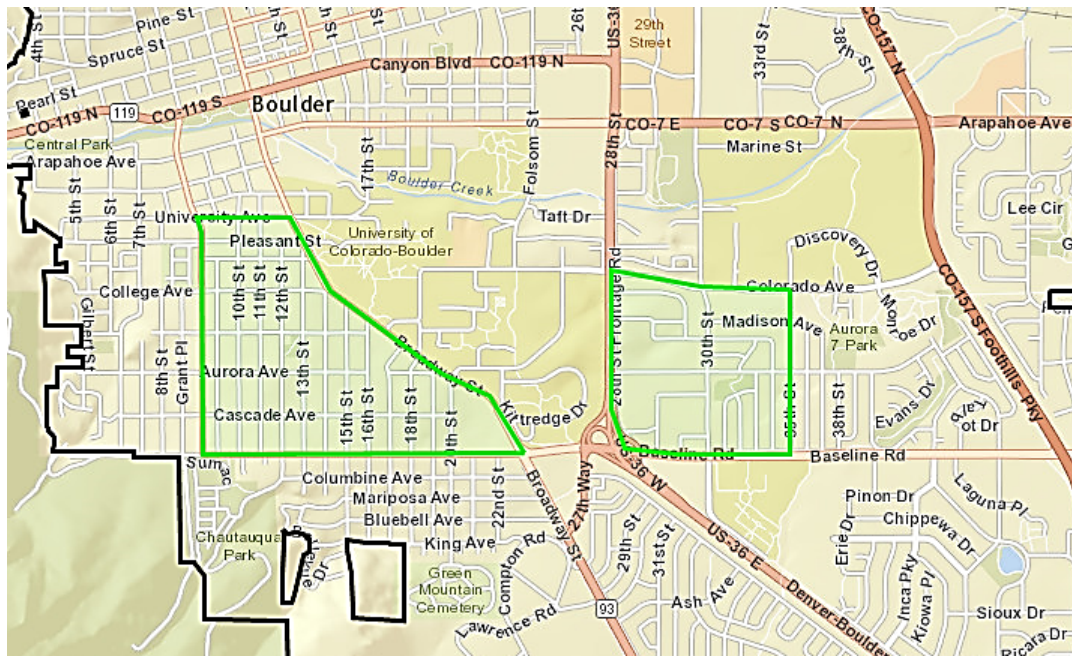 4th St
Pine St
Spruce St
Pearl St
26th
US-36
29th
Street
33rd St
38th St
CO-157 N
Canyon Blvd
CO-119 N
Boulder
CO-119 S
119
CO-119 N
28th St
CO-7 E
CO-7 S
CO-7 N
Arapahoe Ave
Central Park
Arapahoe Ave
Marine St
17th St
Folsom St
Boulder Creek
5th St
6th St
7th St
University Ave
Taft Dr
Lee Cir
Pleasant St
University of
Colorado-Boulder
Discovery Dr
10th St
11th St
12th St
College Ave
28th St Frontage Rd
Colorado Ave
CO-157 S
Foothills Pky
Gilbert St
Madison Ave
30th St
Aurora
7 Park
Monroe Dr
8th St
Grant Pl
Aurora Ave
13th St
Broadway St
Cascade Ave
15th St
16th St
18th St
20th St
Kittredge Dr
35th St
38th St
Evans Dr
Sumac
US-36 W
Baseline Rd
Baseline Rd
Columbine Ave
Mariposa Ave
Bluebell Ave
King Ave
22nd St
Broadway St
27th Way
Pinon Dr
Laguna Pl
Chippewa Dr
Chautauqua
Park
Compton Rd
29th St
31st St
US-36 E
Erie Dr
Inca Pky
Kiowa Pl
Green
Mountain
Cemetery
Lawrence Rd
93
Ash Ave
Denver-Boulder
Sioux Dr
Ricara Dr